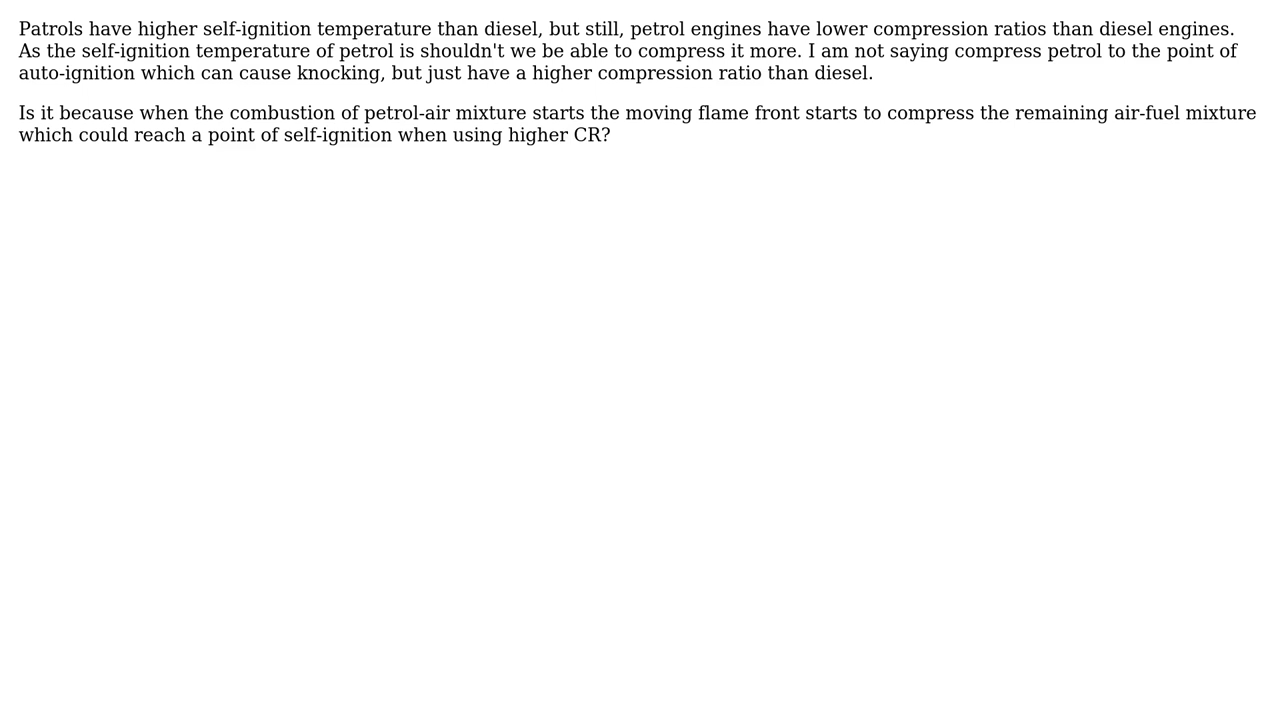 Patrols have higher self-ignition temperature than diesel, but still, petrol engines have lower compression ratios than diesel engines.
As the self-ignition temperature of petrol is shouldn't we be able to compress it more. I am not saying compress petrol to the point of
auto-ignition which can cause knocking, but just have a higher compression ratio than diesel.
Is it because when the combustion of petrol-air mixture starts the moving flame front starts to compress the remaining air-fuel mixture
which could reach a point of self-ignition when using higher CR?